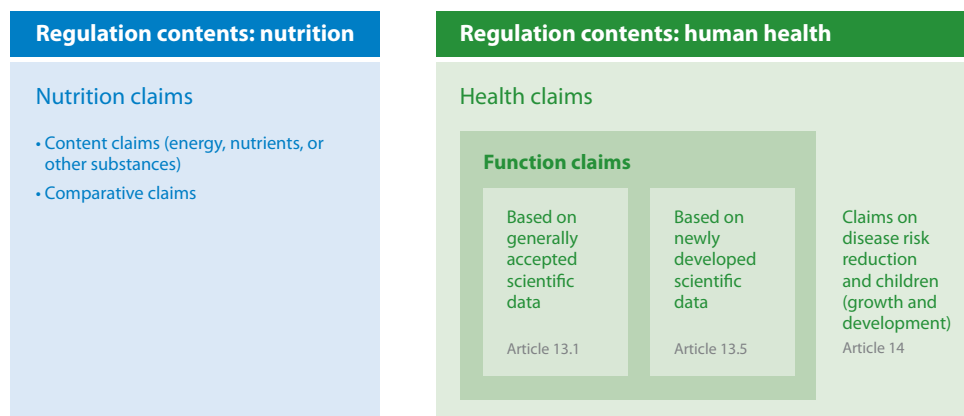 Regulation contents: nutrition
Nutrition claims
• Content claims (energy, nutrients, or
other substances)
• Comparative claims
Regulation contents: human health
Health claims
Function claims
Based on
generally
accepted
scientific
data
Article 13.1
Based on
newly
developed
scientific
data
Article 13.5
Claims on
disease risk
reduction
and children
(growth and
development)
Article 14